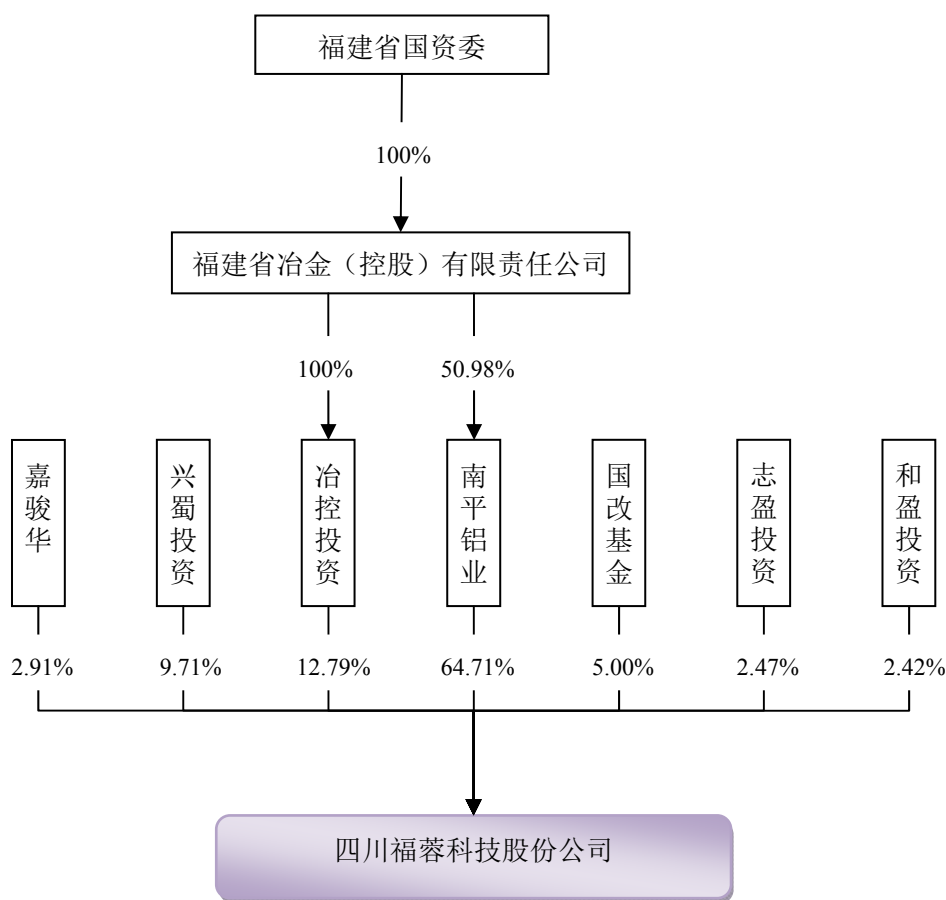 福建省国资委
100%
福建省冶金（控股）有限责任公司
100% 50.98%
嘉骏华
兴蜀投资
冶控投资
南平铝业
国改基金
志盈投资
和盈投资
2.91% 9.71% 12.79% 64.71% 5.00% 2.47% 2.42%
四川福蓉科技股份公司